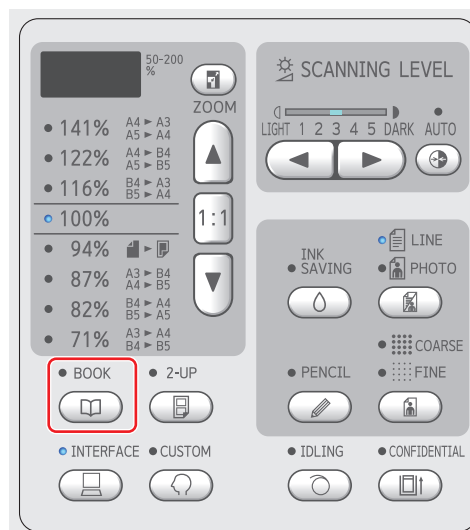 50-200
%
ZOOM
141% A4 ► A3
A5 ► A4
122% A4 ► B4
A5 ► B5
116% B4 ► A3
B5 ► A4
100%
1:1
94%
87% A3 ► B4
A4 ► B5
82% B4 ► A4
B5 ► A5
71% A3 ► A4
B4 ► B5
BOOK
2-UP
INTERFACE
CUSTOM
SCANNING LEVEL
LIGHT 1 2 3 4 5 DARK AUTO
INK
SAVING
LINE
PHOTO
COARSE
PENCIL
FINE
IDLING
CONFIDENTIAL